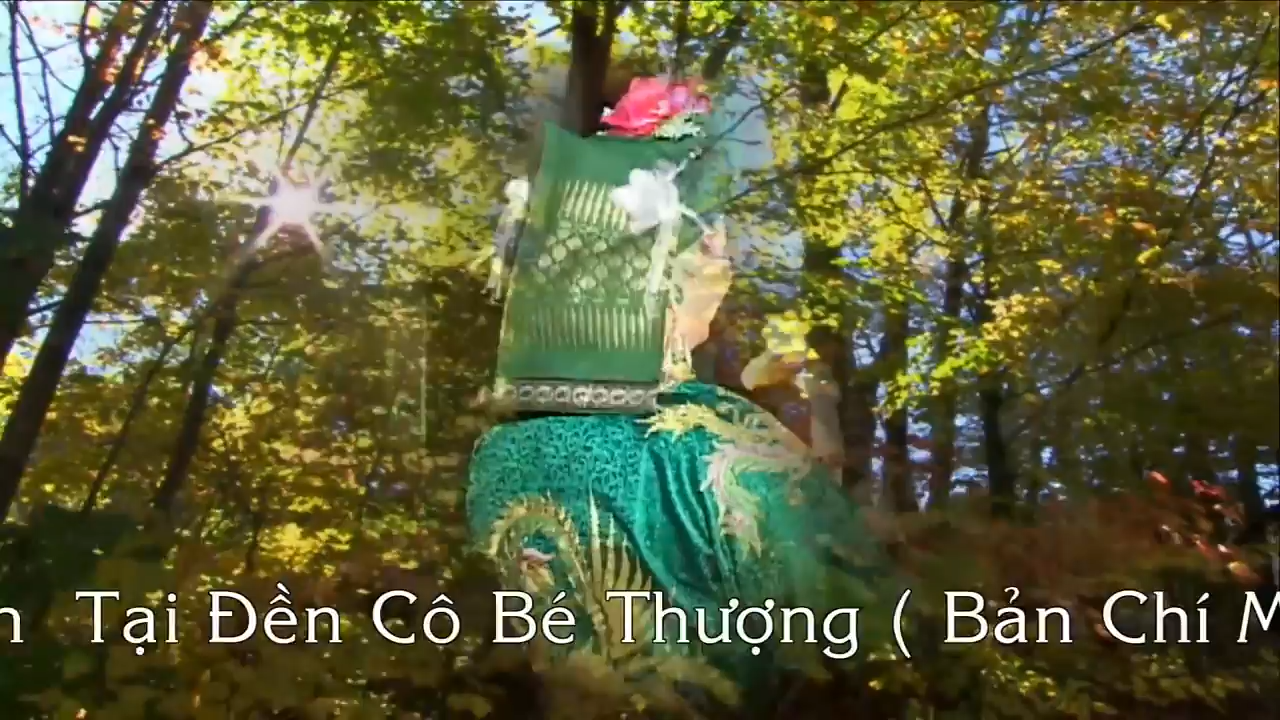 Tại Đền Cô Bé Thượng ( Bản Chí